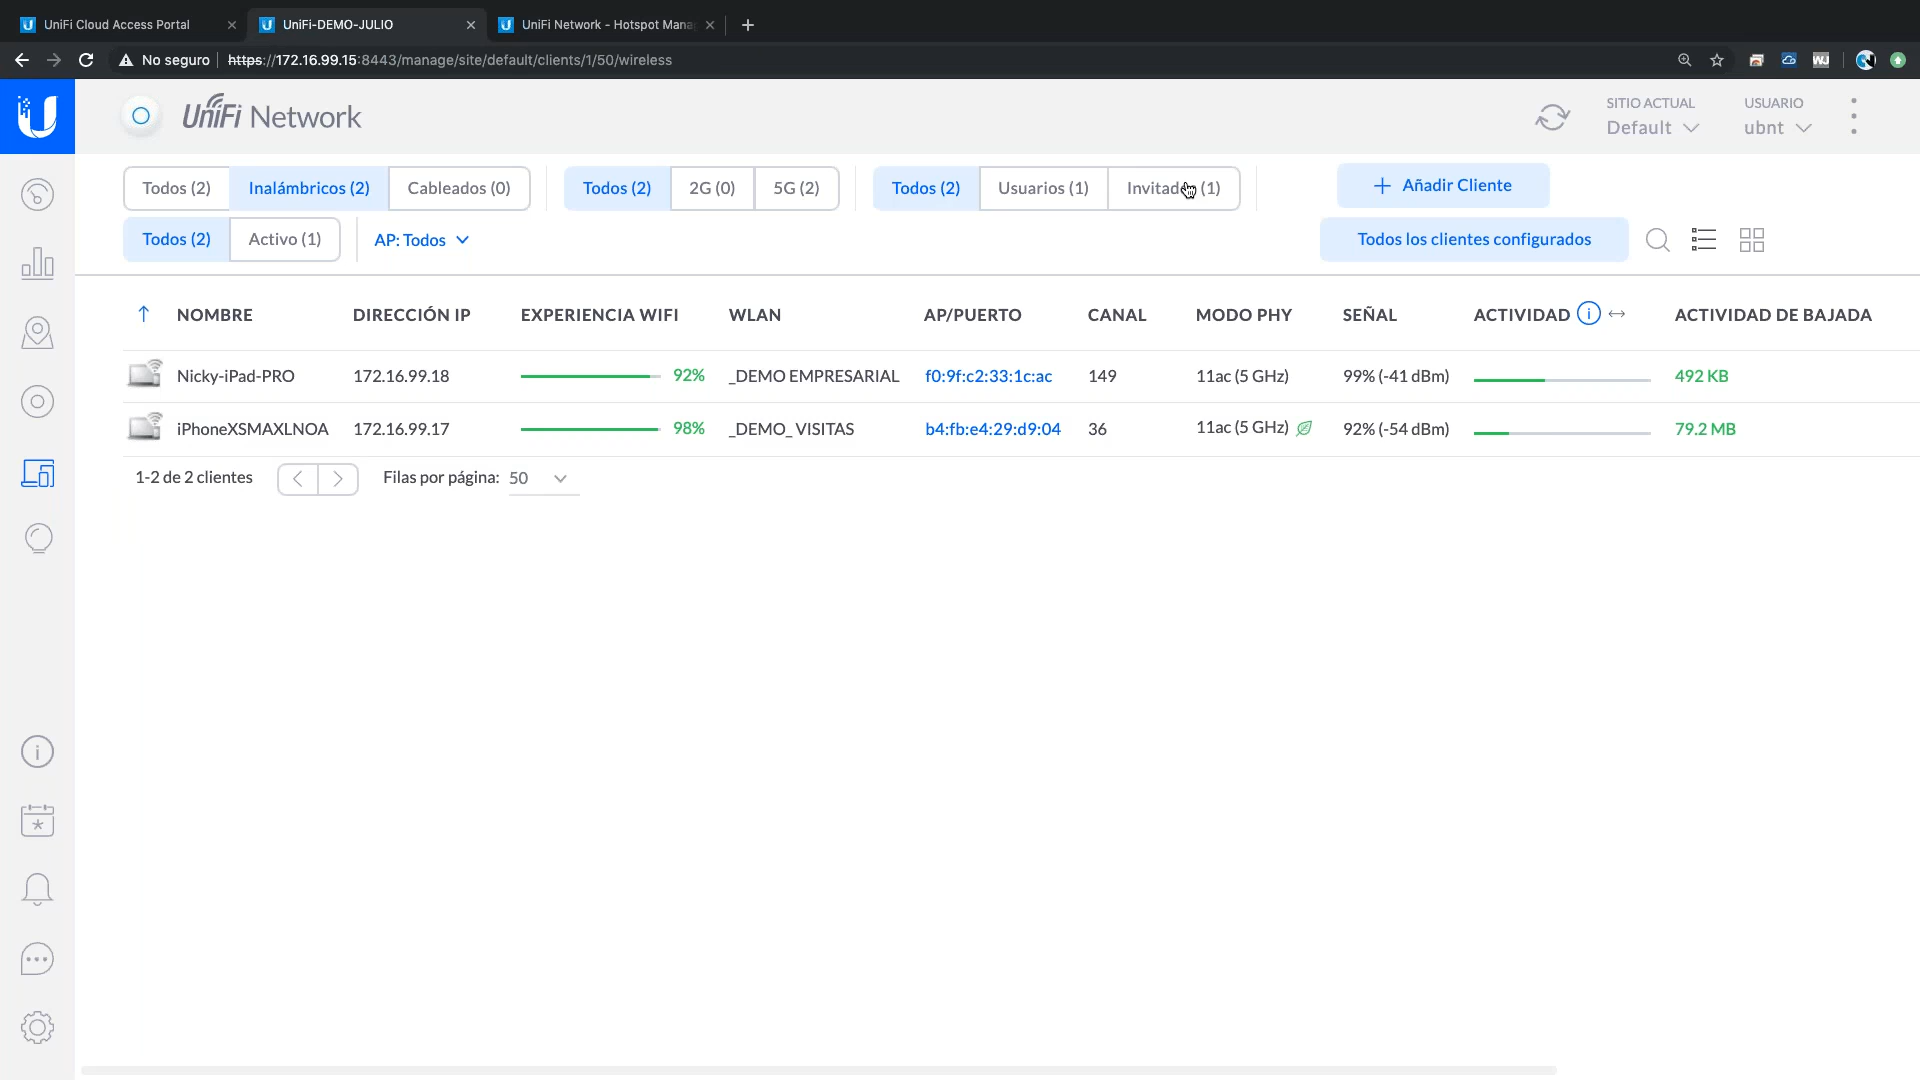 UniFi Cloud Access Portal
UniFi-DEMO-JULIO
UniFi Network - Hotspot Mana
No seguro
https://172.16.99.15:8443/manage/site/default/clients/1/50/wireless
UniFi Network
SITIO ACTUAL
Default
USUARIO
ubnt
Todos (2)
Inalámbricos (2)
Cableados (0)
Todos (2)
2G (0)
5G (2)
Todos (2)
Usuarios (1)
Invitados (1)
Añadir Cliente
Todos (2)
Activo (1)
AP: Todos
Todos los clientes configurados
NOMBRE DIRECCIÓN IP EXPERIENCIA WIFI WLAN AP/PUERTO CANAL MODO PHY SEÑAL ACTIVIDAD ACTIVIDAD DE BAJADA
Nicky-iPad-PRO 172.16.99.18 92% _DEMO EMPRESARIAL f0:9f:c2:33:1c:ac 149 11ac (5 GHz) 99% (-41 dBm) 492 KB
iPhoneXSMAXLNOA 172.16.99.17 98% _DEMO_ VISITAS b4:fb:e4:29:d9:04 36 11ac (5 GHz) 92% (-54 dBm) 79.2 MB
1-2 de 2 clientes
Filas por página: 50